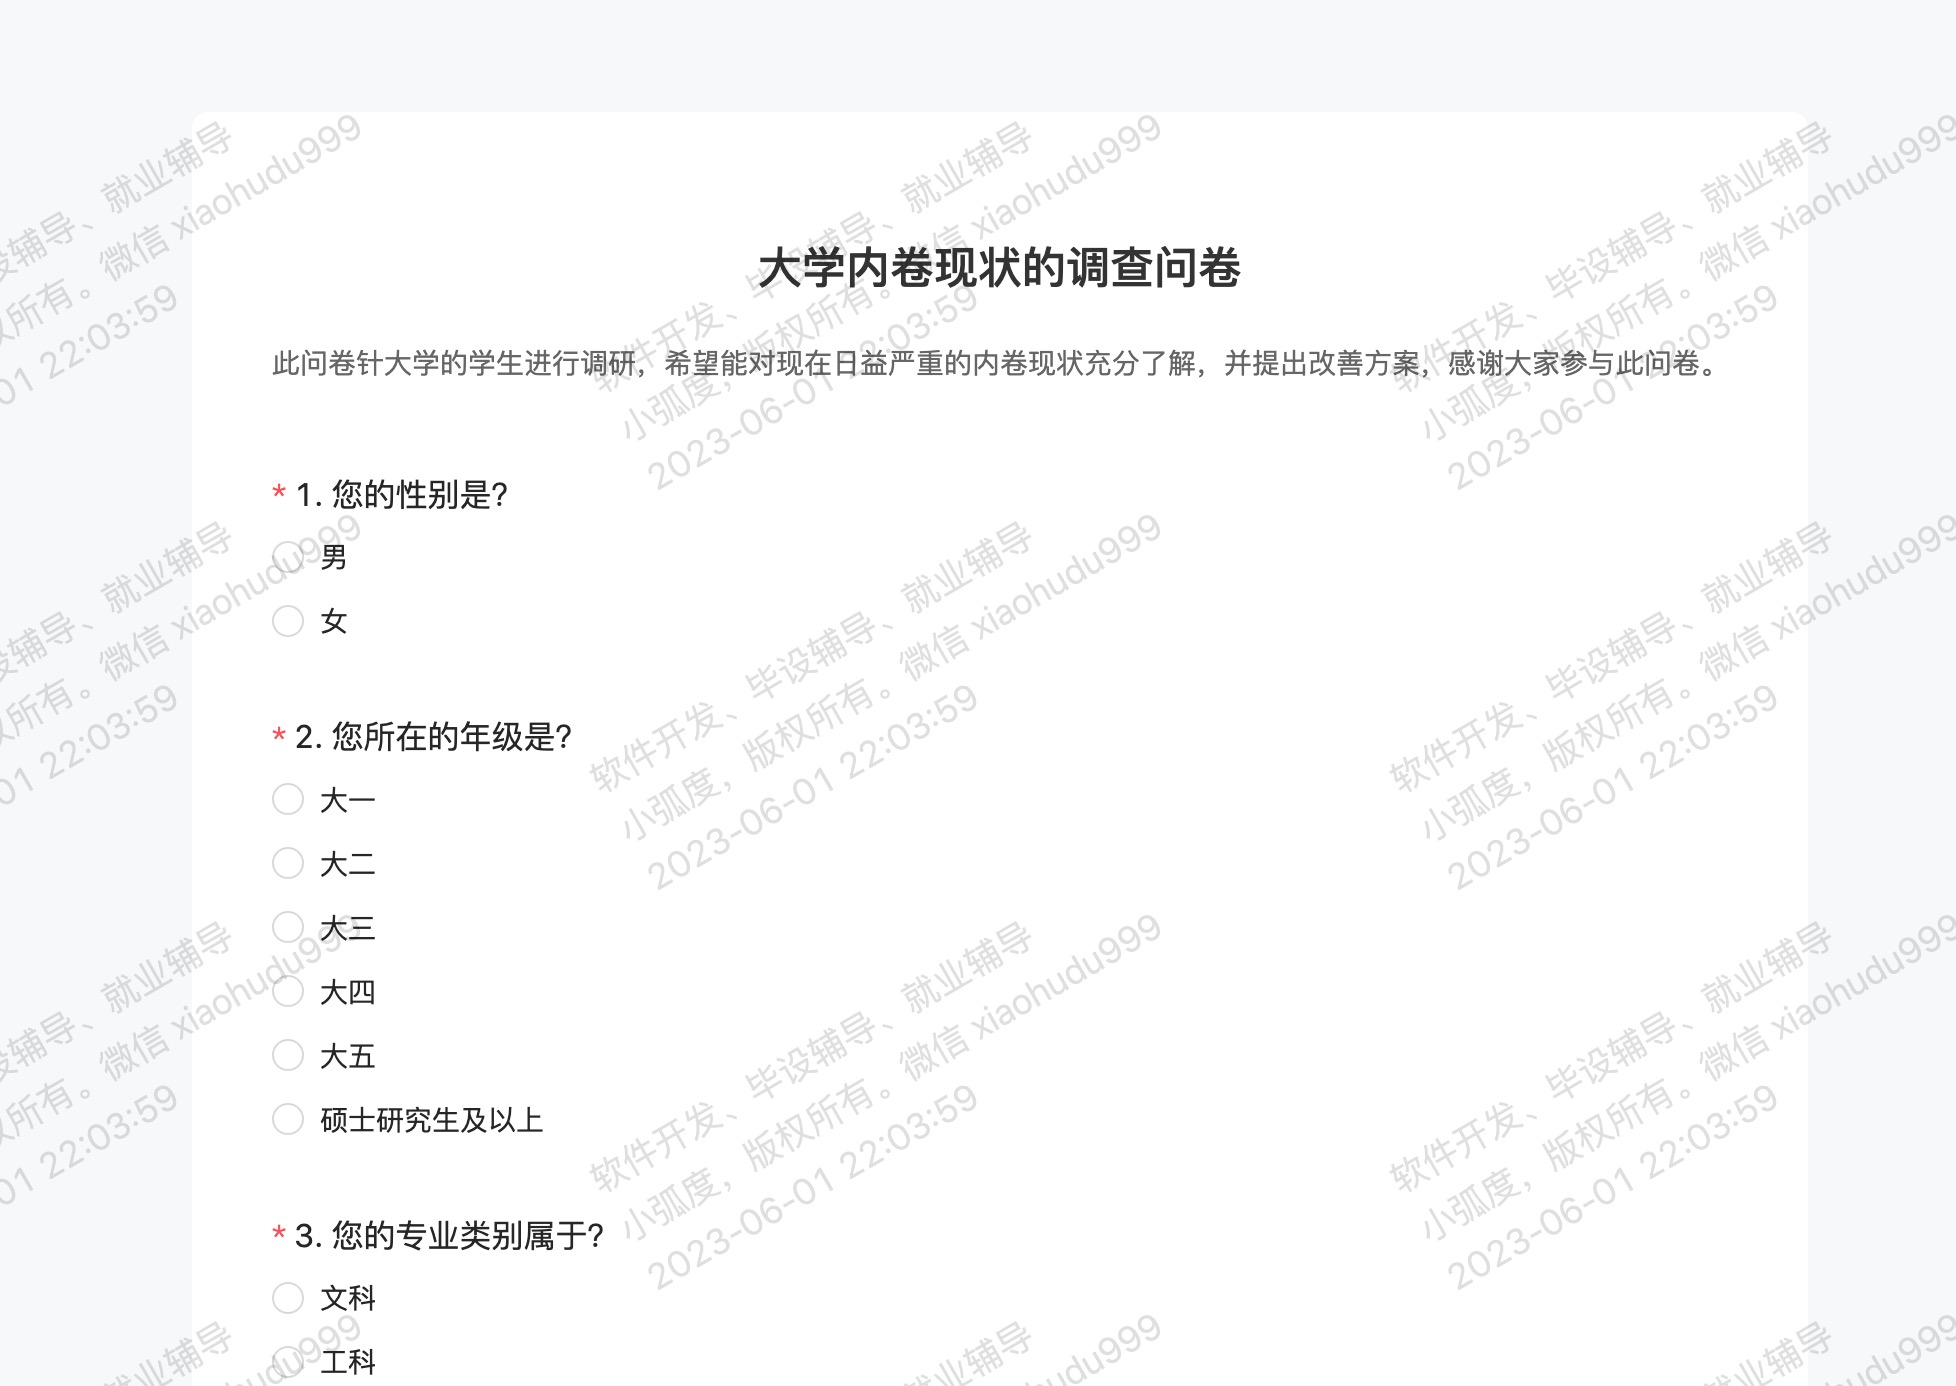 大学内卷现状的调查问卷
此问卷针大学的学生进行调研，希望能对现在日益严重的内卷现状充分了解，并提出改善方案，感谢大家参与此问卷。
* 1. 您的性别是?
男
女
* 2. 您所在的年级是?
大一
大二
大三
大四
大五
硕士研究生及以上
* 3. 您的专业类别属于?
文科
工科
软件开发、毕设辅导、就业辅导
小弧度，版权所有。微信 xiaohudu999
2023-06-01 22:03:59